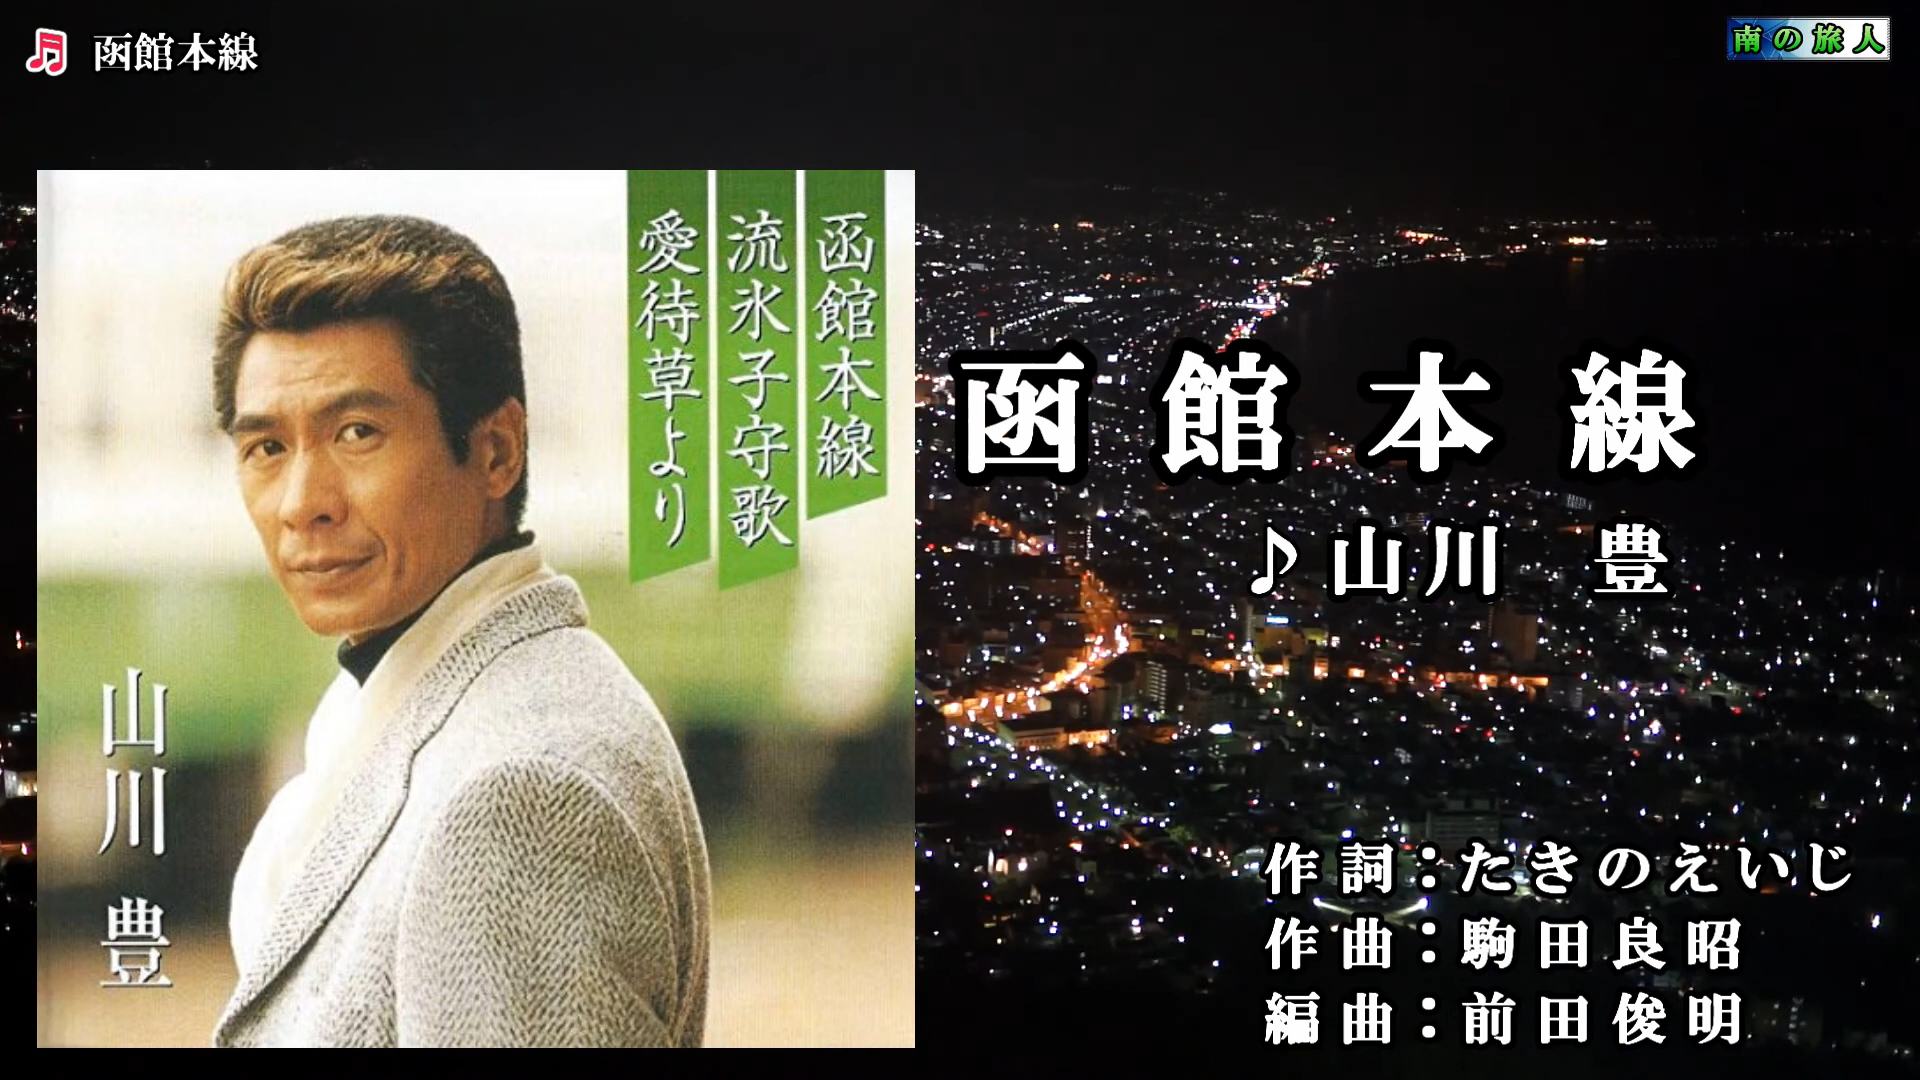 函館本線
南の旅人
函館本線
流氷子守歌
愛待草より
山川 豊
函館本線
♪山川 豊
作詞：たきのえいじ
作曲：駒田良昭
編曲：前田俊明